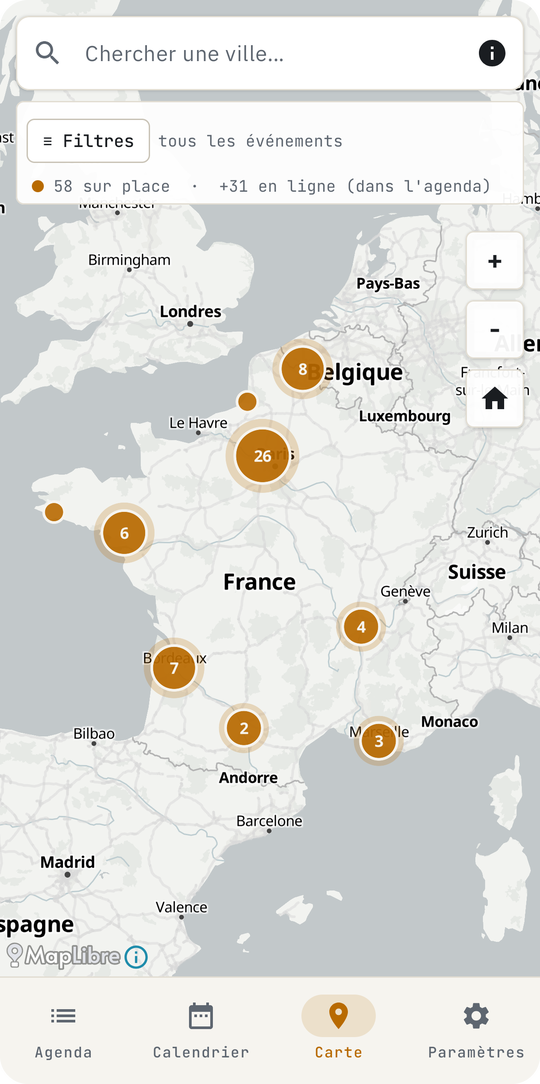 Chercher une ville...
≡ Filtres
tous les événements
58 sur place · +31 en ligne (dans l'agenda)
Manchester
Birmingham
Londres
Pays-Bas
+
-
8
Belgique
Luxembourg
Le Havre
26
6
Zurich
Suisse
France
Genève
4
Milan
Bordeaux
7
2
Marseille
3
Monaco
Bilbao
Andorre
Barcelone
Madrid
Valence
spagne
MapLibre
Agenda
Calendrier
Carte
Paramètres